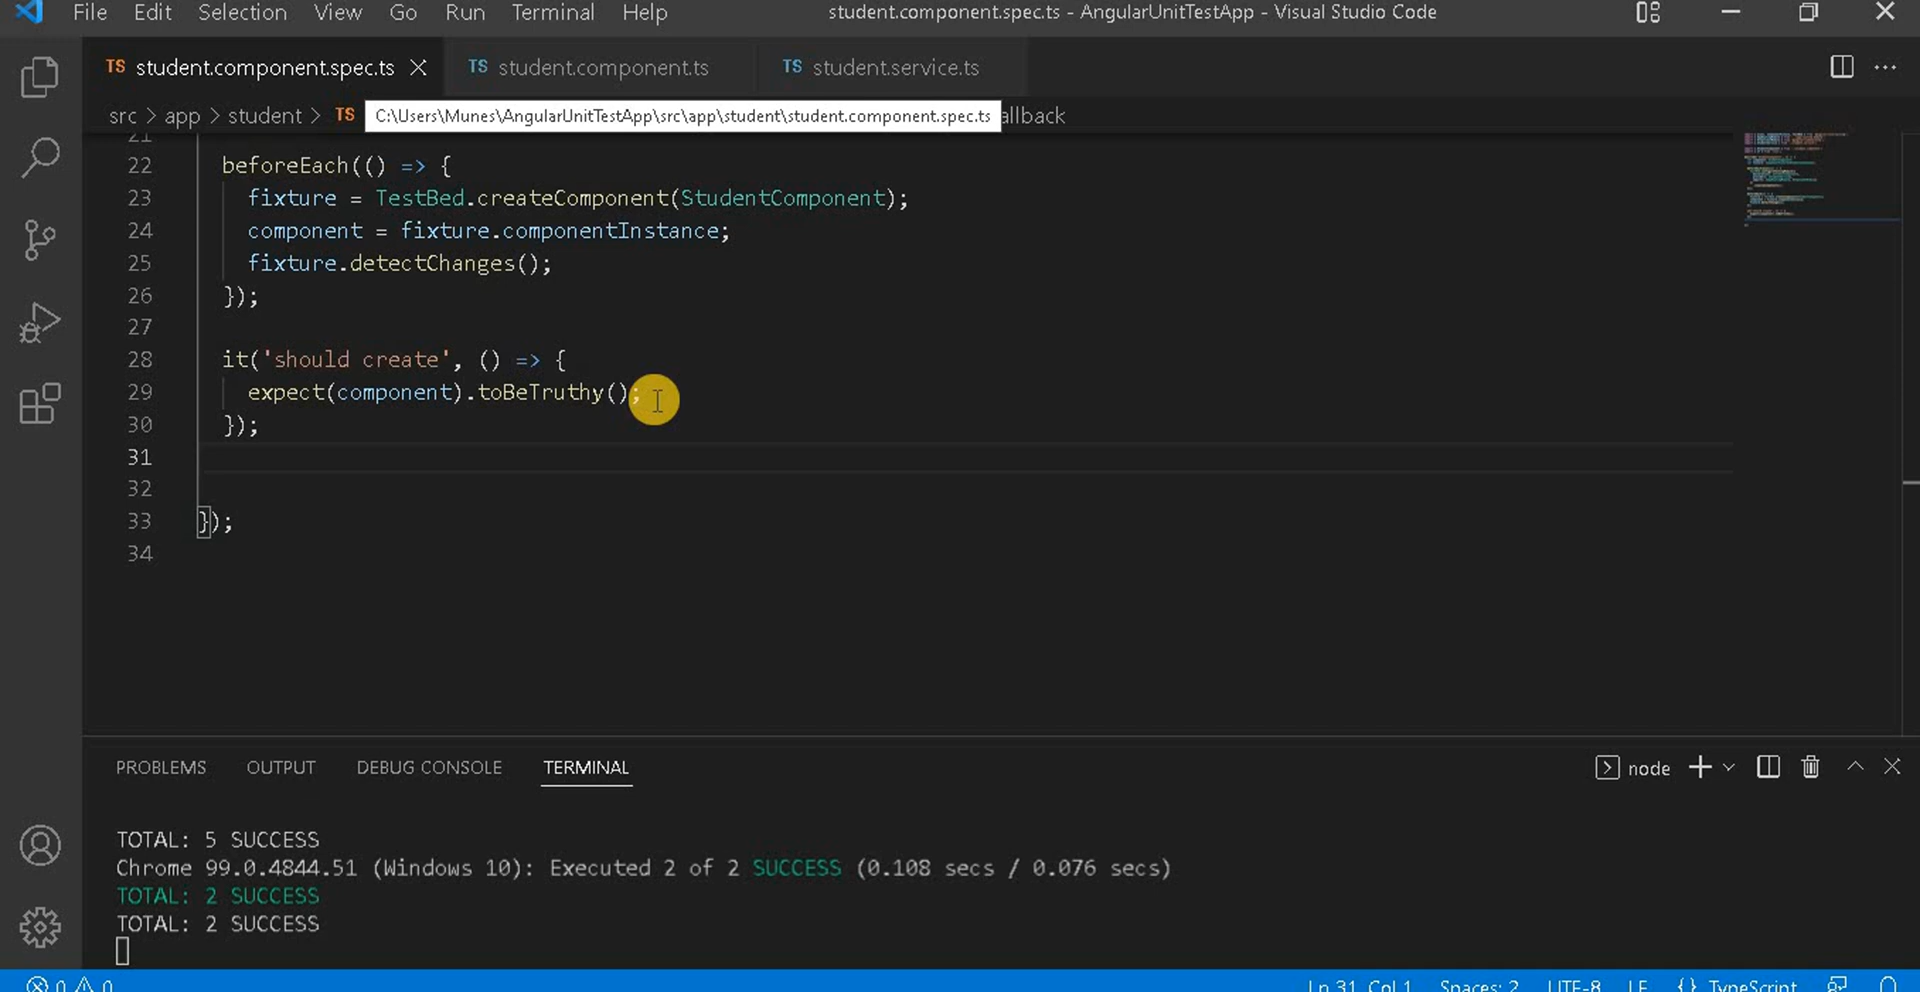 File Edit Selection View Go Run Terminal Help student.component.spec.ts - AngularUnitTestApp - Visual Studio Code
TS student.component.spec.ts TS student.component.ts TS student.service.ts
src > app > student > TS C:\Users\Munes\AngularUnitTestApp\src\app\student\student.component.spec.ts allback
21
22 beforeEach(() => {
23 fixture = TestBed.createComponent(StudentComponent);
24 component = fixture.componentInstance;
25 fixture.detectChanges();
26 });
27
28 it('should create', () => {
29 expect(component).toBeTruthy();
30 });
31
32
33 });
34
PROBLEMS OUTPUT DEBUG CONSOLE TERMINAL node
TOTAL: 5 SUCCESS
Chrome 99.0.4844.51 (Windows 10): Executed 2 of 2 SUCCESS (0.108 secs / 0.076 secs)
TOTAL: 2 SUCCESS
TOTAL: 2 SUCCESS
0 0 Ln 31, Col 1 Spaces: 2 UTF-8 LF {} TypeScript